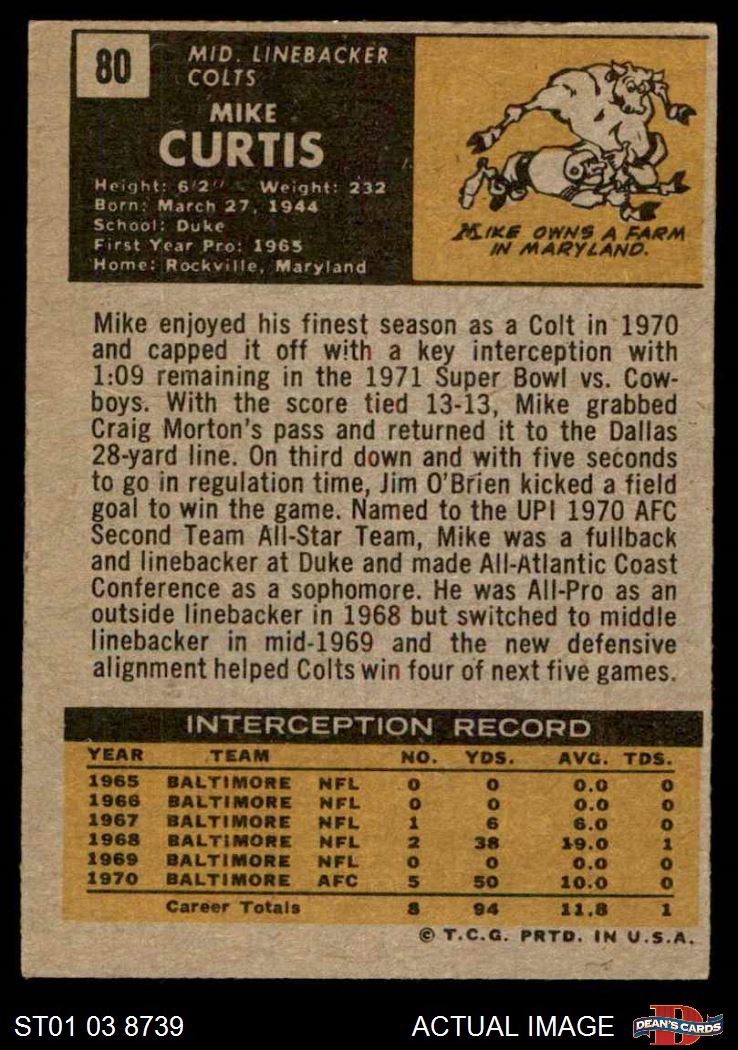 80
MID. LINEBACKER
COLTS
MIKE
CURTIS
Height: 6'2" Weight: 232
Born: March 27, 1944
School: Duke
First Year Pro: 1965
Home: Rockville, Maryland
MIKE OWNS A FARM
IN MARYLAND.
Mike enjoyed his finest season as a Colt in 1970
and capped it off with a key interception with
1:09 remaining in the 1971 Super Bowl vs. Cow-
boys. With the score tied 13-13, Mike grabbed
Craig Morton's pass and returned it to the Dallas
28-yard line. On third down and with five seconds
to go in regulation time, Jim O'Brien kicked a field
goal to win the game. Named to the UPI 1970 AFC
Second Team All-Star Team, Mike was a fullback
and linebacker at Duke and made All-Atlantic Coast
Conference as a sophomore. He was All-Pro as an
outside linebacker in 1968 but switched to middle
linebacker in mid-1969 and the new defensive
alignment helped Colts win four of next five games.
INTERCEPTION RECORD
YEAR TEAM NO. YDS. AVG. TDS.
1965 BALTIMORE NFL 0 0 0.0 0
1966 BALTIMORE NFL 0 0 0.0 0
1967 BALTIMORE NFL 1 6 6.0 0
1968 BALTIMORE NFL 2 38 19.0 1
1969 BALTIMORE NFL 0 0 0.0 0
1970 BALTIMORE AFC 5 50 10.0 0
Career Totals 8 94 11.8 1
© T.C.G. PRTD. IN U.S.A.
ST01 03 8739 ACTUAL IMAGE D DEAN'S CARDS